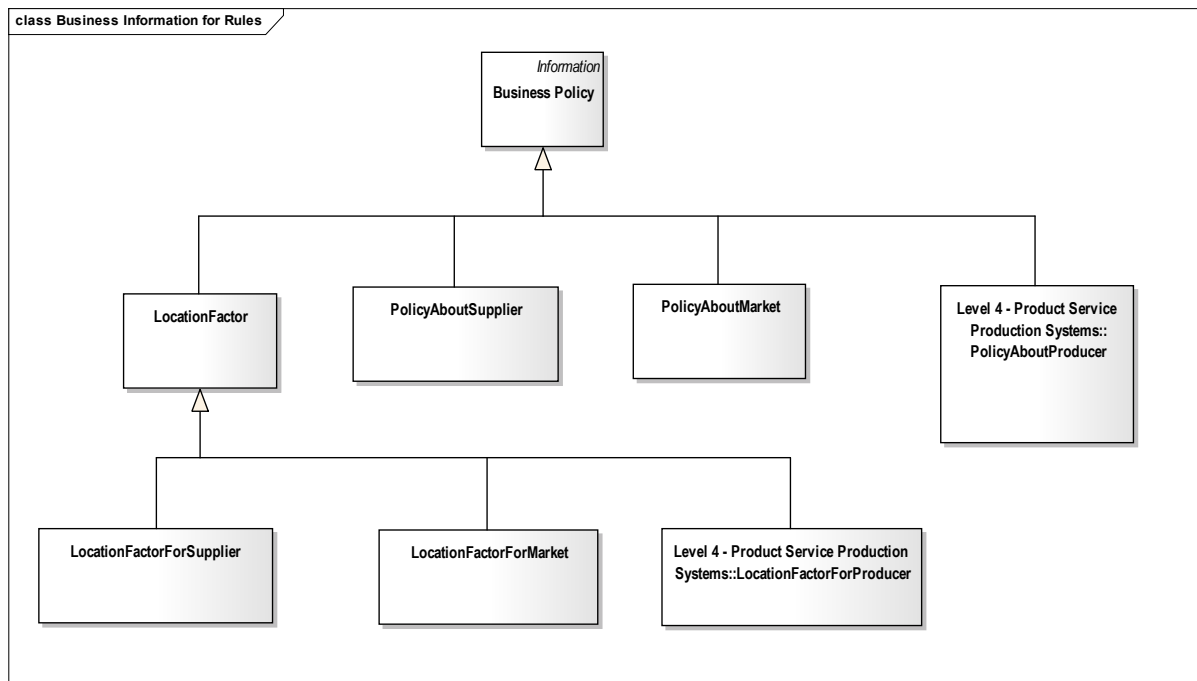 class Business Information for Rules
Information
Business Policy
LocationFactor
PolicyAboutSupplier
PolicyAboutMarket
Level 4 - Product Service
Production Systems::
PolicyAboutProducer
LocationFactorForSupplier
LocationFactorForMarket
Level 4 - Product Service Production
Systems::LocationFactorForProducer